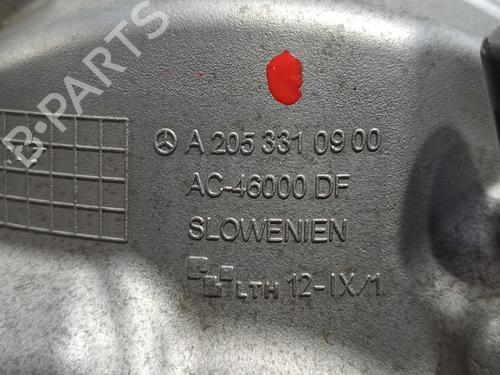 B-PARTS
A 205 331 09 00
AC-46000 DF
SLOWENIEN
LTH 12-IX/1